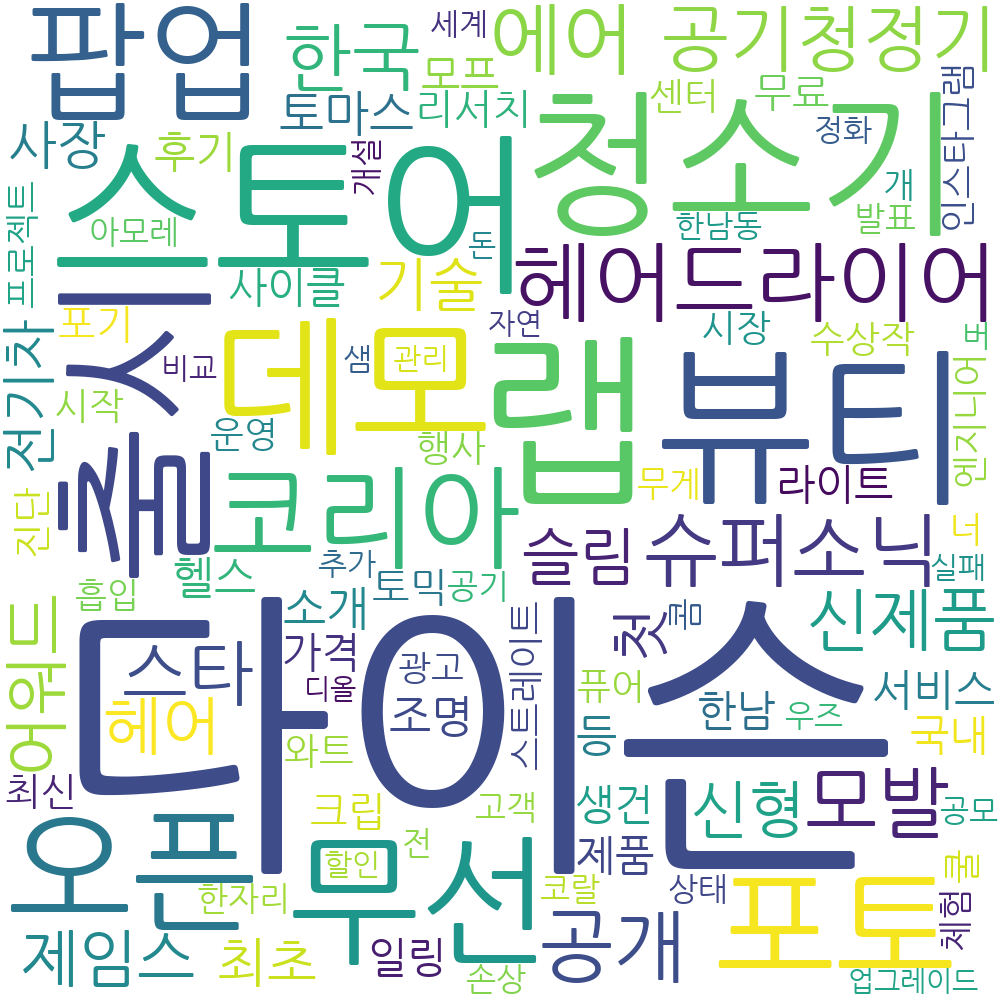 팝업
한국
세계
에어
공기청정기
모프
토마스
리서치
센터
무료
사장
후기
개설
스토어
청소기
정화
인스타그램
개
프로젝트
아모레
돈
한남동
발표
사이클
기술
헤어드라이어
전기차
포기
줄시
비교
데모
샘
관리
자연
랩
시장
수상작
버
뷰티
엔지니어
시작
운영
행사
코리아
무게
라이트
진단
슬림
슈퍼소닉
너
실패
흡입
헬스
추가
토믹
공기
소개
가격
디올
어워드
다이슨
스타
헤어
광고
조명
스트레이트
첫
쿰
신제품
퓨어
등
한남
우즈
서비스
국내
와트
최신
크립
고객
생건
신형
모발
공모
오픈
무선
할인
전
제품
코랄
상태
포토
쿨
체험
한자리
제임스
최초
일링
손상
공개
업그레이드